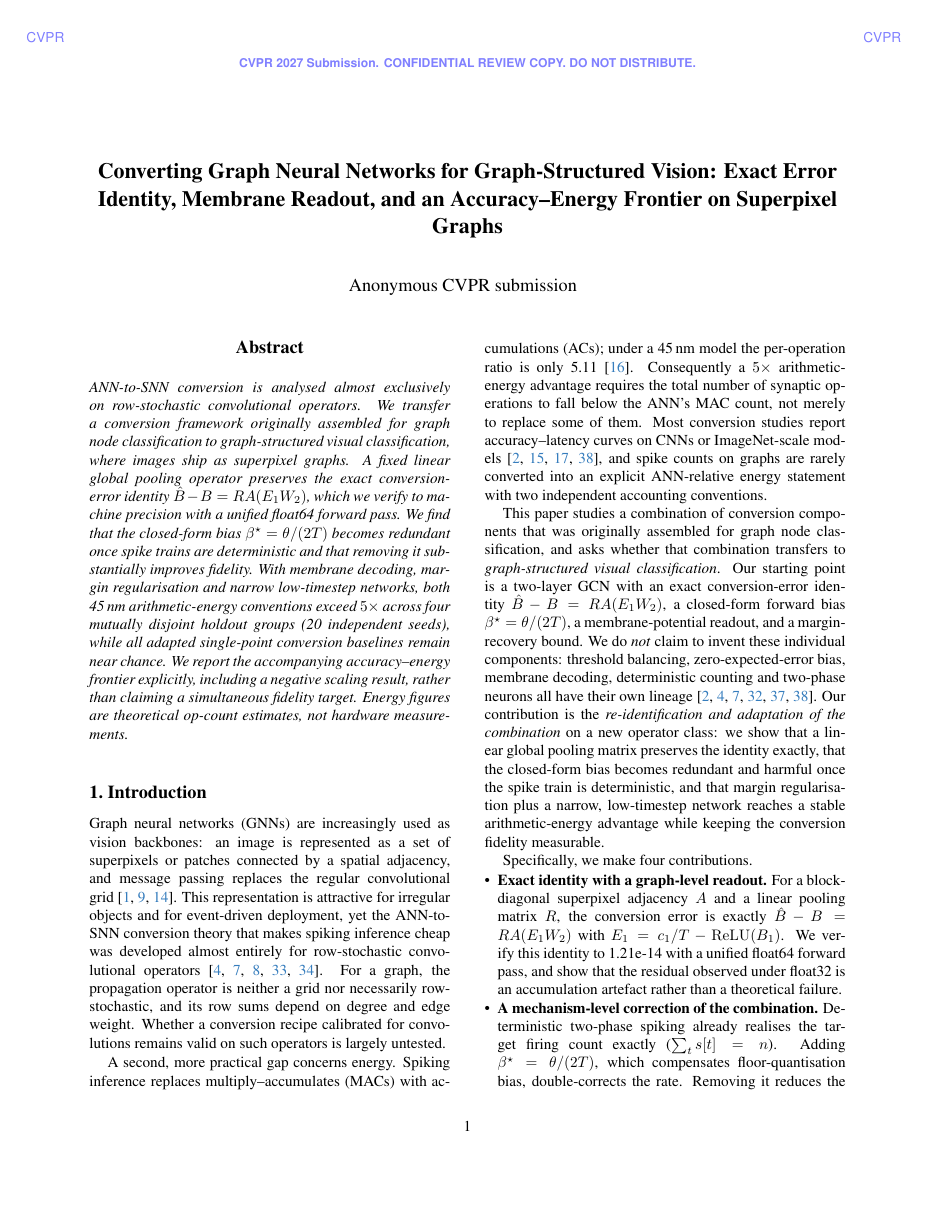 CVPR
CVPR
CVPR 2027 Submission. CONFIDENTIAL REVIEW COPY. DO NOT DISTRIBUTE.
Converting Graph Neural Networks for Graph-Structured Vision: Exact Error
Identity, Membrane Readout, and an Accuracy–Energy Frontier on Superpixel
Graphs
Anonymous CVPR submission
Abstract
ANN-to-SNN conversion is analysed almost exclusively
on row-stochastic convolutional operators. We transfer
a conversion framework originally assembled for graph
node classification to graph-structured visual classification,
where images ship as superpixel graphs. A fixed linear
global pooling operator preserves the exact conversion-
error identity B̂−B = RA(E₁W₂), which we verify to ma-
chine precision with a unified float64 forward pass. We find
that the closed-form bias β⋆ = θ/(2T) becomes redundant
once spike trains are deterministic and that removing it sub-
stantially improves fidelity. With membrane decoding, mar-
gin regularisation and narrow low-timestep networks, both
45 nm arithmetic-energy conventions exceed 5× across four
mutually disjoint holdout groups (20 independent seeds),
while all adapted single-point conversion baselines remain
near chance. We report the accompanying accuracy–energy
frontier explicitly, including a negative scaling result, rather
than claiming a simultaneous fidelity target. Energy figures
are theoretical op-count estimates, not hardware measure-
ments.
1. Introduction
Graph neural networks (GNNs) are increasingly used as
vision backbones: an image is represented as a set of
superpixels or patches connected by a spatial adjacency,
and message passing replaces the regular convolutional
grid [1, 9, 14]. This representation is attractive for irregular
objects and for event-driven deployment, yet the ANN-to-
SNN conversion theory that makes spiking inference cheap
was developed almost entirely for row-stochastic convo-
lutional operators [4, 7, 8, 33, 34]. For a graph, the
propagation operator is neither a grid nor necessarily row-
stochastic, and its row sums depend on degree and edge
weight. Whether a conversion recipe calibrated for convo-
lutions remains valid on such operators is largely untested.
A second, more practical gap concerns energy. Spiking
inference replaces multiply–accumulates (MACs) with ac-
cumulations (ACs); under a 45 nm model the per-operation
ratio is only 5.11 [16]. Consequently a 5× arithmetic-
energy advantage requires the total number of synaptic op-
erations to fall below the ANN's MAC count, not merely
to replace some of them. Most conversion studies report
accuracy–latency curves on CNNs or ImageNet-scale mod-
els [2, 15, 17, 38], and spike counts on graphs are rarely
converted into an explicit ANN-relative energy statement
with two independent accounting conventions.
This paper studies a combination of conversion compo-
nents that was originally assembled for graph node clas-
sification, and asks whether that combination transfers to
graph-structured visual classification. Our starting point
is a two-layer GCN with an exact conversion-error iden-
tity B̂ − B = RA(E₁W₂), a closed-form forward bias
β⋆ = θ/(2T), a membrane-potential readout, and a margin-
recovery bound. We do not claim to invent these individual
components: threshold balancing, zero-expected-error bias,
membrane decoding, deterministic counting and two-phase
neurons all have their own lineage [2, 4, 7, 32, 37, 38]. Our
contribution is the re-identification and adaptation of the
combination on a new operator class: we show that a lin-
ear global pooling matrix preserves the identity exactly, that
the closed-form bias becomes redundant and harmful once
the spike train is deterministic, and that margin regularisa-
tion plus a narrow, low-timestep network reaches a stable
arithmetic-energy advantage while keeping the conversion
fidelity measurable.
Specifically, we make four contributions.
• Exact identity with a graph-level readout. For a block-
diagonal superpixel adjacency A and a linear pooling
matrix R, the conversion error is exactly B̂ − B =
RA(E₁W₂) with E₁ = c₁/T − ReLU(B₁). We ver-
ify this identity to 1.21e-14 with a unified float64 forward
pass, and show that the residual observed under float32 is
an accumulation artefact rather than a theoretical failure.
• A mechanism-level correction of the combination. De-
terministic two-phase spiking already realises the tar-
get firing count exactly (∑ₜ s[t] = n). Adding
β⋆ = θ/(2T), which compensates floor-quantisation
bias, double-corrects the rate. Removing it reduces the
1